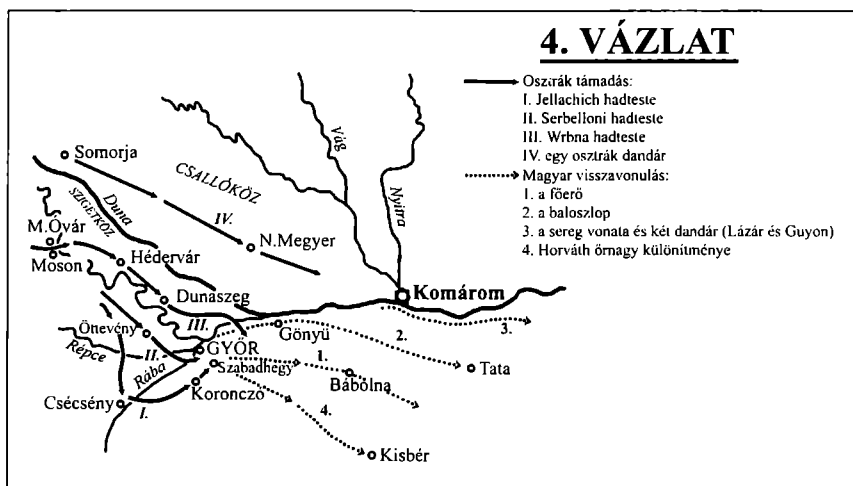 4. VÁZLAT
Osztrák támadás:
I. Jellachich hadteste
II. Serbelloni hadteste
III. Wrbna hadteste
IV. egy osztrák dandár
Magyar visszavonulás:
1. a főerő
2. a baloszlop
3. a sereg vonata és két dandár (Lázár és Guyon)
4. Horváth őrnagy különítménye
Vág
Nyitra
Somorja
CSALLÓKÖZ
Duna
SZIGETKÖZ
IV.
M.Óvár
N.Megyer
Moson
Hédervár
Dunaszeg
Komárom
III.
Gönyü
3.
Önevény
2.
II.
GYŐR
Répce
Rába
Szabadhegy
1.
Tata
Bábolna
Koronczó
Csécsény
I.
4.
Kisbér